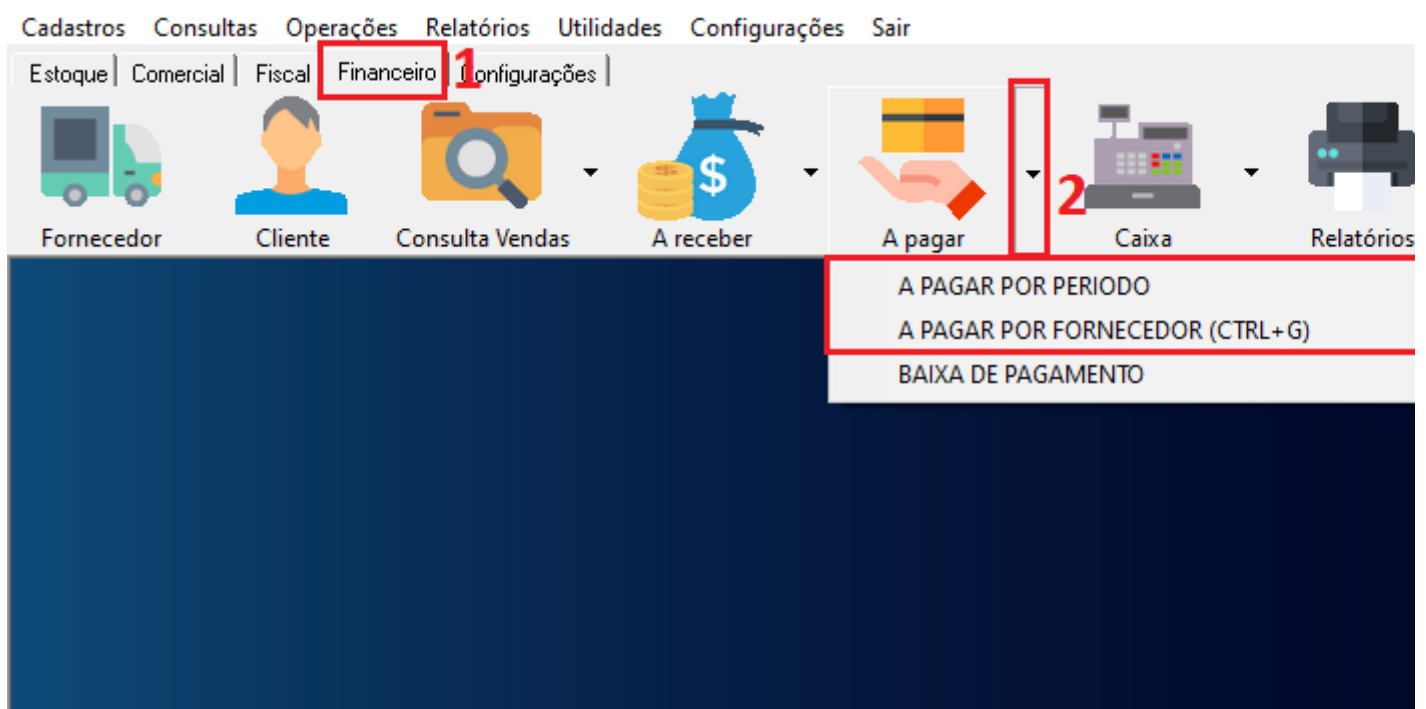 Cadastros Consultas Operações Relatórios Utilidades Configurações Sair
Estoque Comercial Fiscal Financeiro 1 Configurações
$
2
Fornecedor Cliente Consulta Vendas A receber A pagar Caixa Relatórios
A PAGAR POR PERIODO
A PAGAR POR FORNECEDOR (CTRL+G)
BAIXA DE PAGAMENTO